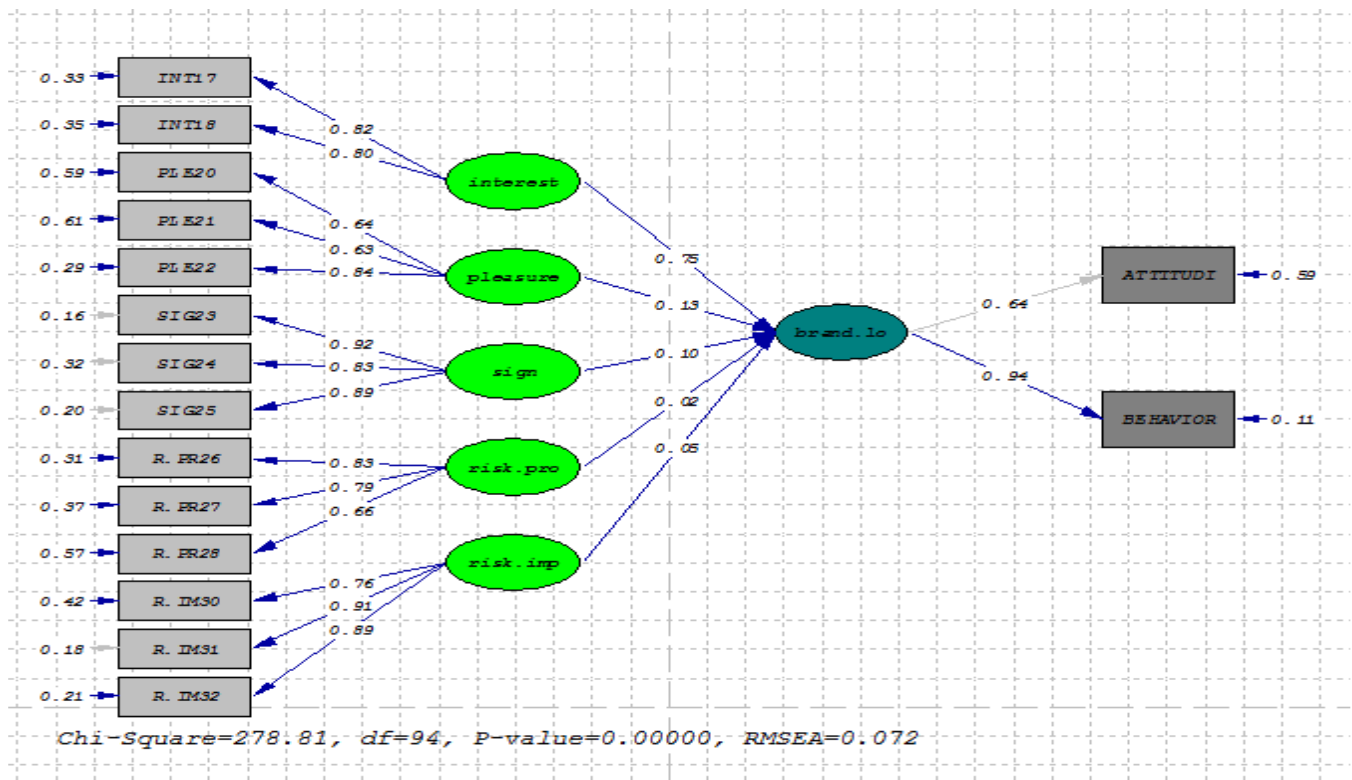 0.33 INT17
0.35 INT18
0.59 PLE20
0.61 PLE21
0.29 PLE22
0.16 SIG23
0.32 SIG24
0.20 SIG25
0.31 R.PR26
0.37 R.PR27
0.57 R.PR28
0.42 R.IM30
0.18 R.IM31
0.21 R.IM32
0.82
0.80
0.64
0.63
0.84
0.92
0.83
0.89
0.83
0.79
0.66
0.76
0.91
0.89
interest
pleasure
sign
risk.pro
risk.imp
0.75
0.13
0.10
0.02
0.05
brand.lo
0.64
0.94
ATTITUDI 0.59
BEHAVIOR 0.11
Chi-Square=278.81, df=94, P-value=0.00000, RMSEA=0.072